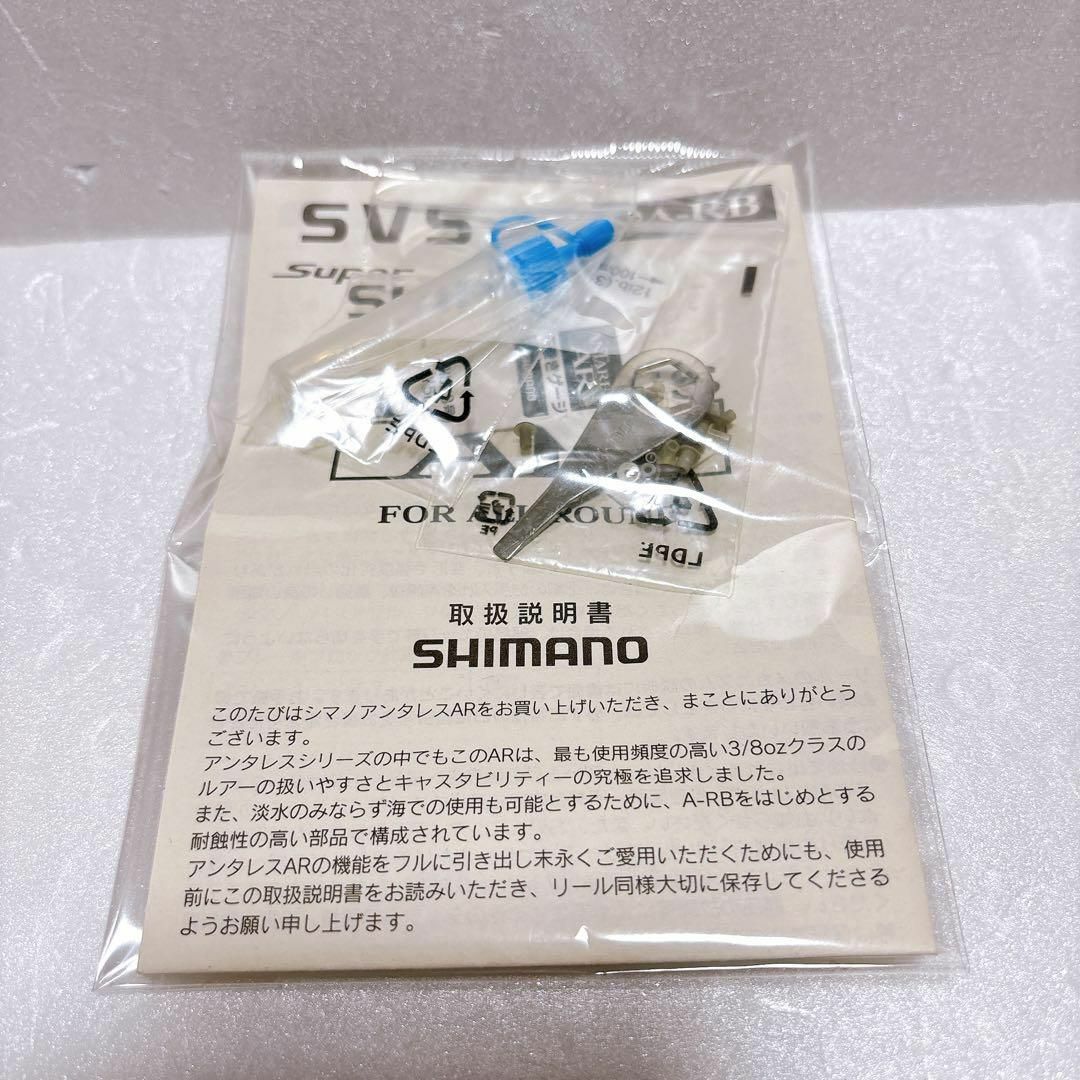 SVS
A-RB
Super
FOR ALL ROUND
LDPE
PE
LDPE
取扱説明書
SHIMANO
このたびはシマノアンタレスARをお買い上げいただき、まことにありがとう
ございます。
アンタレスシリーズの中でもこのARは、最も使用頻度の高い3/8ozクラスの
ルアーの扱いやすさとキャスタビリティーの究極を追求しました。
また、淡水のみならず海での使用も可能とするために、A-RBをはじめとする
耐蝕性の高い部品で構成されています。
アンタレスARの機能をフルに引き出し末永くご愛用いただくためにも、使用
前にこの取扱説明書をお読みいただき、リール同様大切に保存してくださる
ようお願い申し上げます。